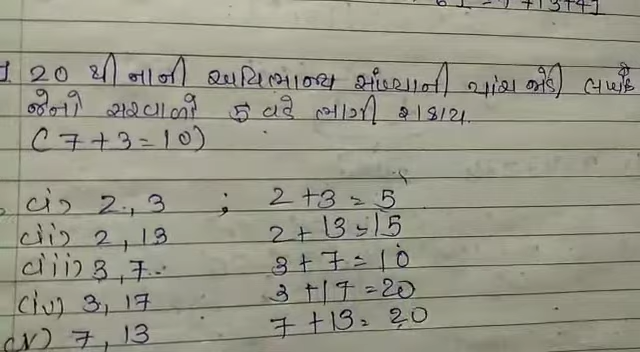 20 થી નાની અવિભાજ્ય સંખ્યાની પાંચ જોડી લખો
જેનો સરવાળો 5 વડે ભાગી શકાય.
(7+3=10)
(i) 2, 3 ; 2+3=5
(ii) 2, 13 2+13=15
(iii) 3, 7 3+7=10
(iv) 3, 17 3+17=20
(v) 7, 13 7+13=20